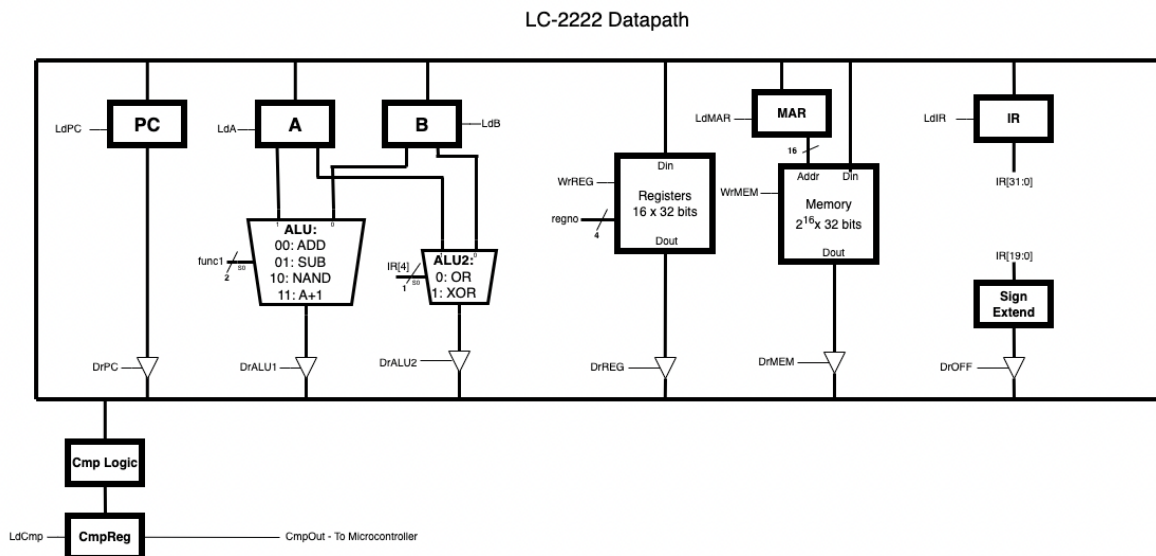 LC-2222 Datapath
LdPC
PC
LdA
A
B
LdB
LdMAR
MAR
LdIR
IR
16
IR[31:0]
WrREG
regno
4
Din
Registers
16 x 32 bits
Dout
WrMEM
Addr
Din
Memory
2^16 x 32 bits
Dout
func1
2
S0
1
0
ALU:
00: ADD
01: SUB
10: NAND
11: A+1
IR[4]
1
S0
1
0
ALU2:
0: OR
1: XOR
IR[19:0]
Sign
Extend
DrPC
DrALU1
DrALU2
DrREG
DrMEM
DrOFF
Cmp Logic
LdCmp
CmpReg
CmpOut - To Microcontroller